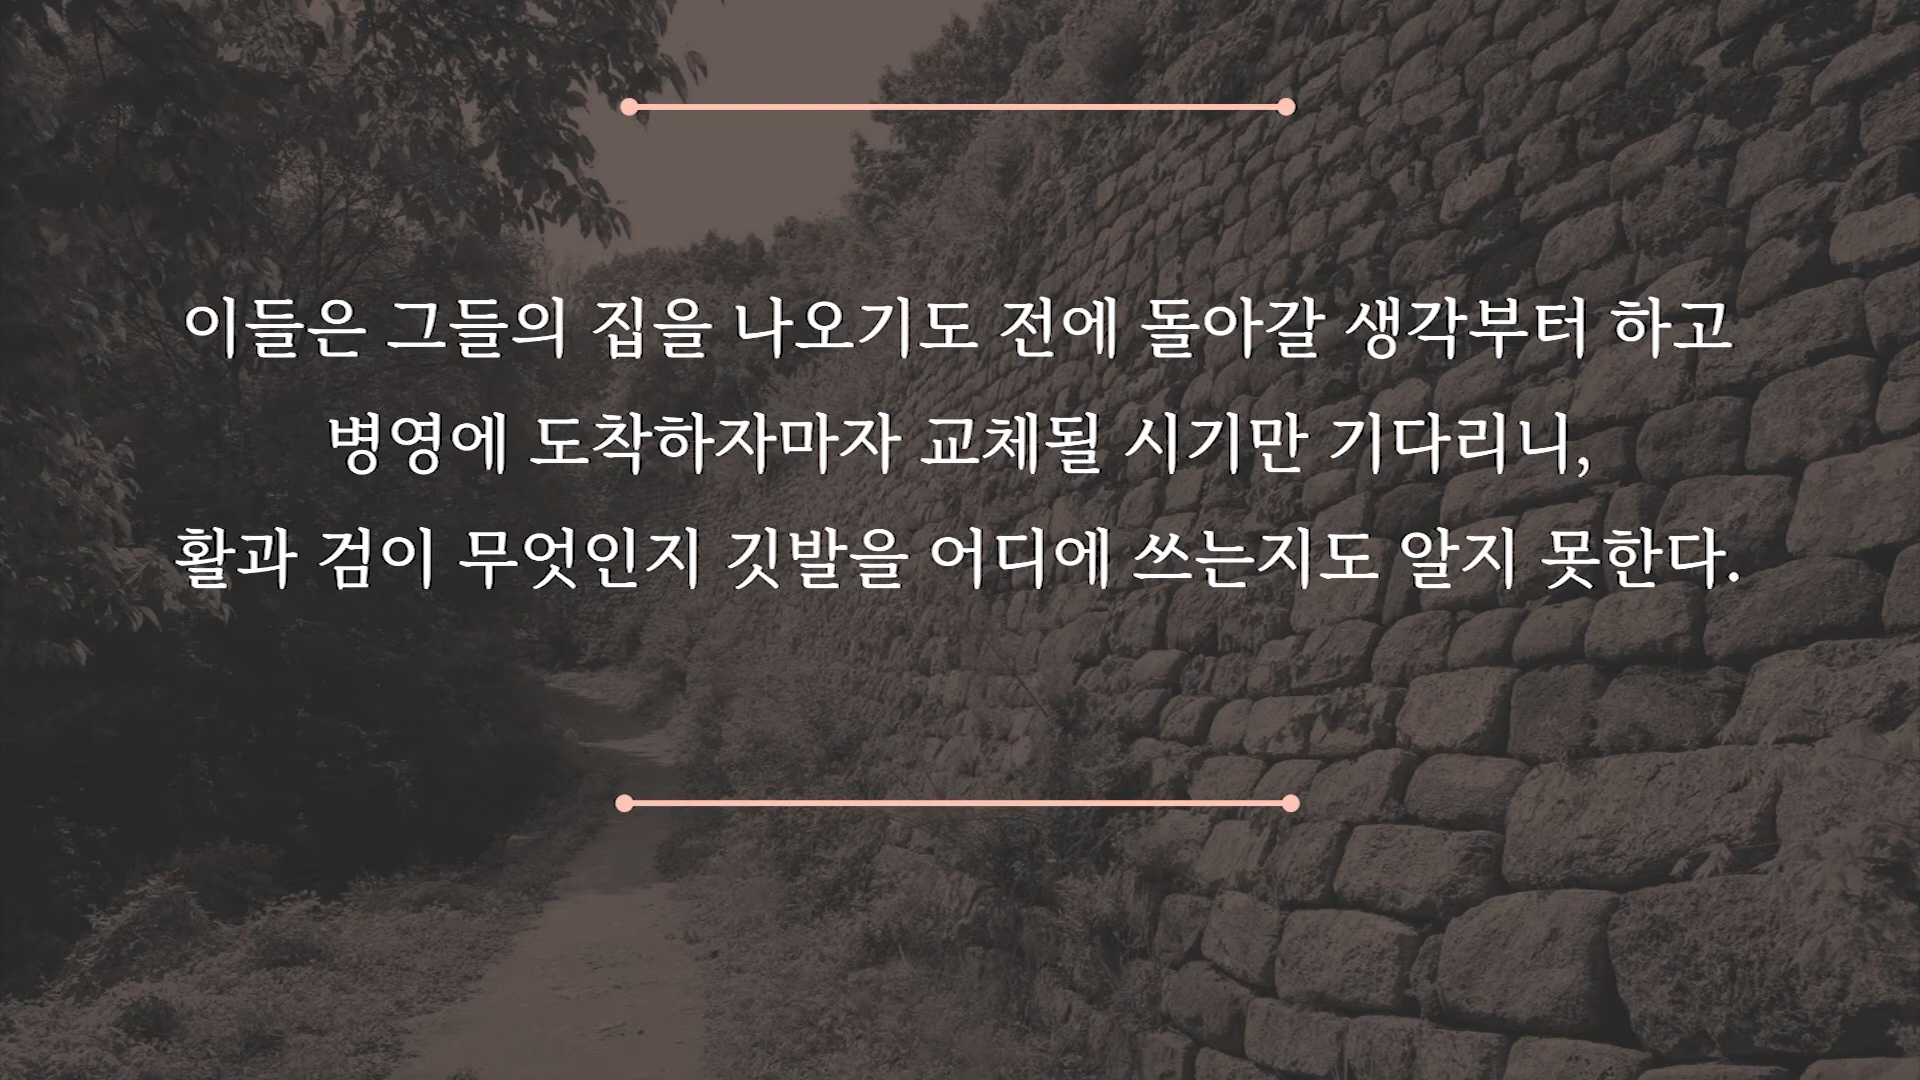 이들은 그들의 집을 나오기도 전에 돌아갈 생각부터 하고
병영에 도착하자마자 교체될 시기만 기다리니,
활과 검이 무엇인지 깃발을 어디에 쓰는지도 알지 못한다.